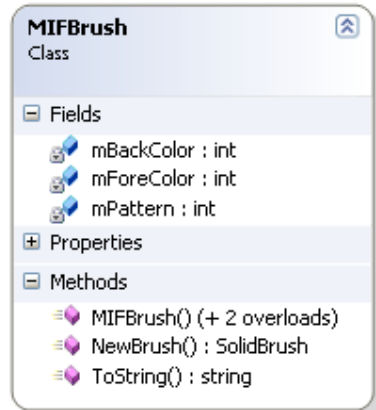 MIFBrush
Class
Fields
mBackColor : int
mForeColor : int
mPattern : int
Properties
Methods
MIFBrush() (+ 2 overloads)
NewBrush() : SolidBrush
ToString() : string